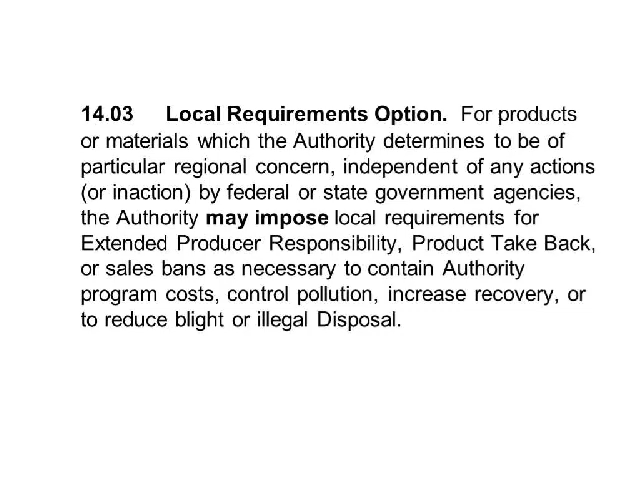 14.03 Local Requirements Option. For products
or materials which the Authority determines to be of
particular regional concern, independent of any actions
(or inaction) by federal or state government agencies,
the Authority may impose local requirements for
Extended Producer Responsibility, Product Take Back,
or sales bans as necessary to contain Authority
program costs, control pollution, increase recovery, or
to reduce blight or illegal Disposal.